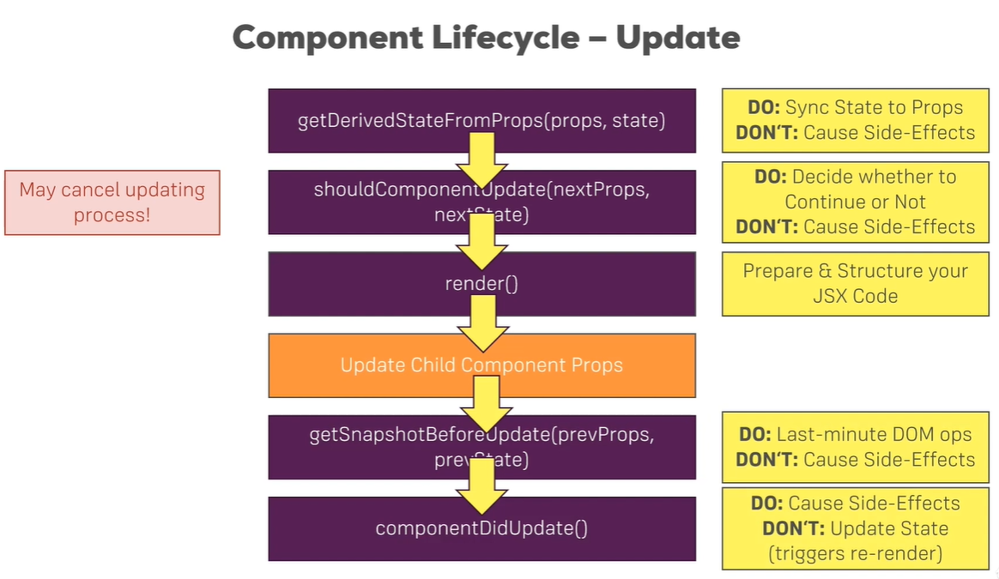 Component Lifecycle – Update
getDerivedStateFromProps(props, state)
DO: Sync State to Props
DON‘T: Cause Side-Effects
May cancel updating
process!
shouldComponentUpdate(nextProps,
nextState)
DO: Decide whether to
Continue or Not
DON‘T: Cause Side-Effects
render()
Prepare & Structure your
JSX Code
Update Child Component Props
getSnapshotBeforeUpdate(prevProps,
prevState)
DO: Last-minute DOM ops
DON‘T: Cause Side-Effects
componentDidUpdate()
DO: Cause Side-Effects
DON‘T: Update State
(triggers re-render)